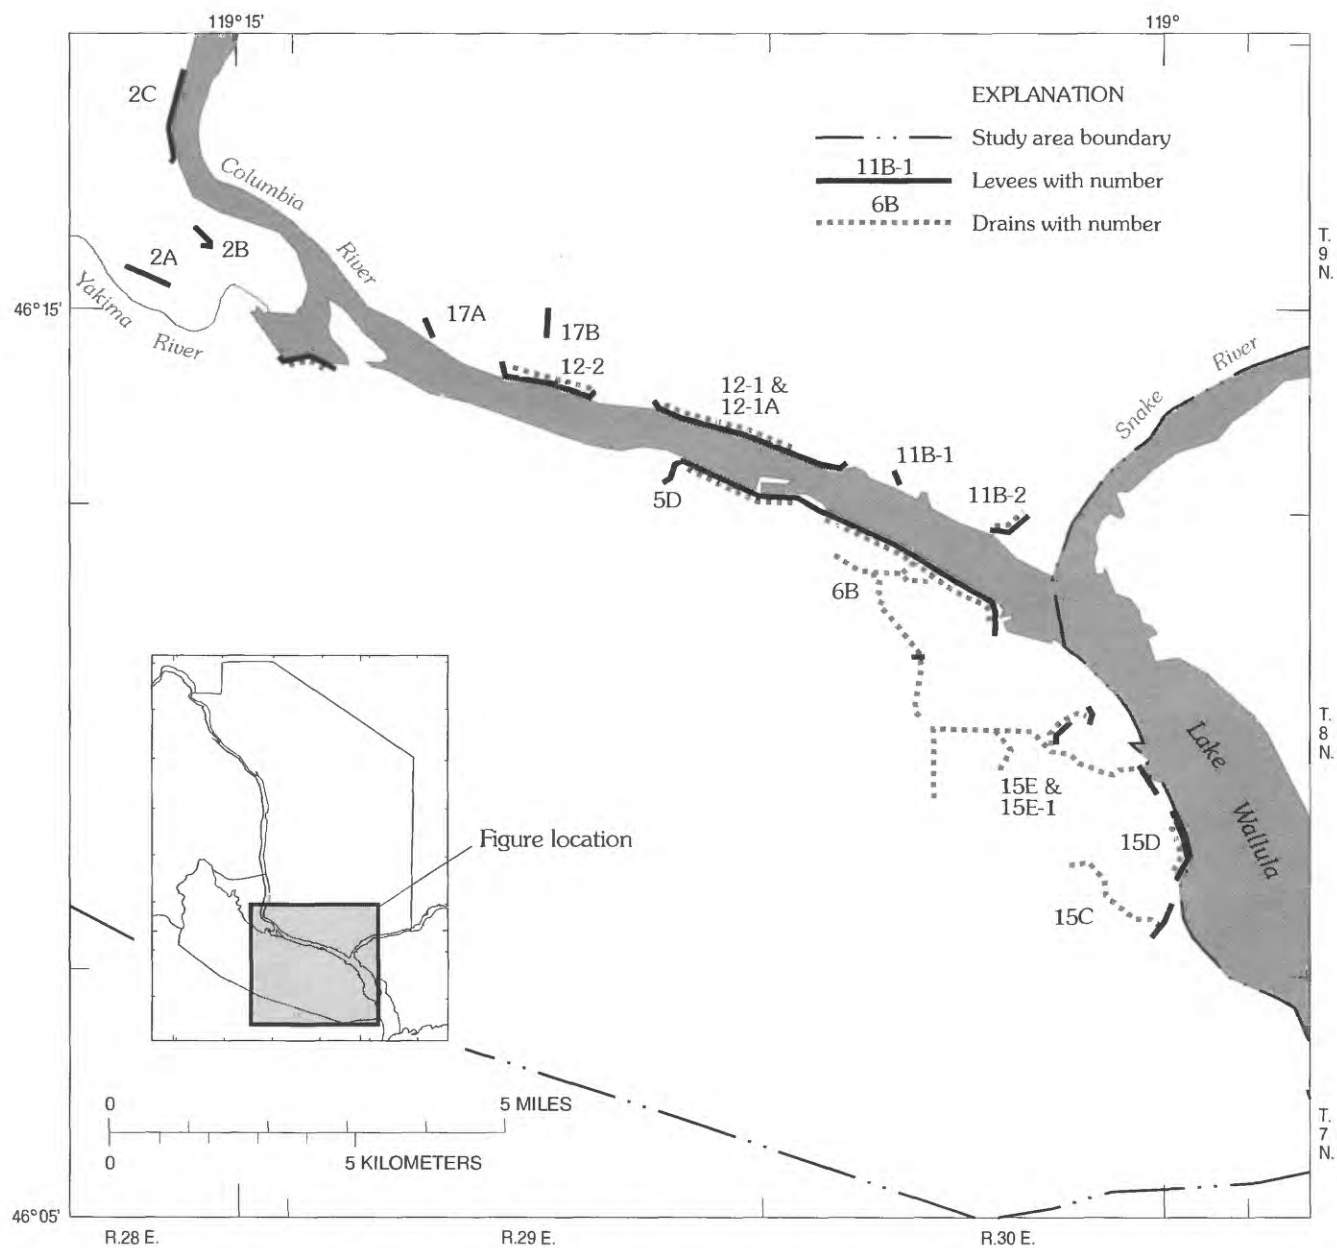 119° 15'
119°
2C
EXPLANATION
Study area boundary
11B-1
Levees with number
6B
Drains with number
Columbia
River
2B
2A
Yakima
River
T.
9
N.
46° 15'
17A
17B
12-2
River
Snake
12-1 &
12-1A
11B-1
5D
11B-2
6B
T.
8
N.
Lake
Wallula
15E &
15E-1
15D
15C
Figure location
0
5 MILES
0
5 KILOMETERS
T.
7
N.
46° 05'
R.28 E.
R.29 E.
R.30 E.